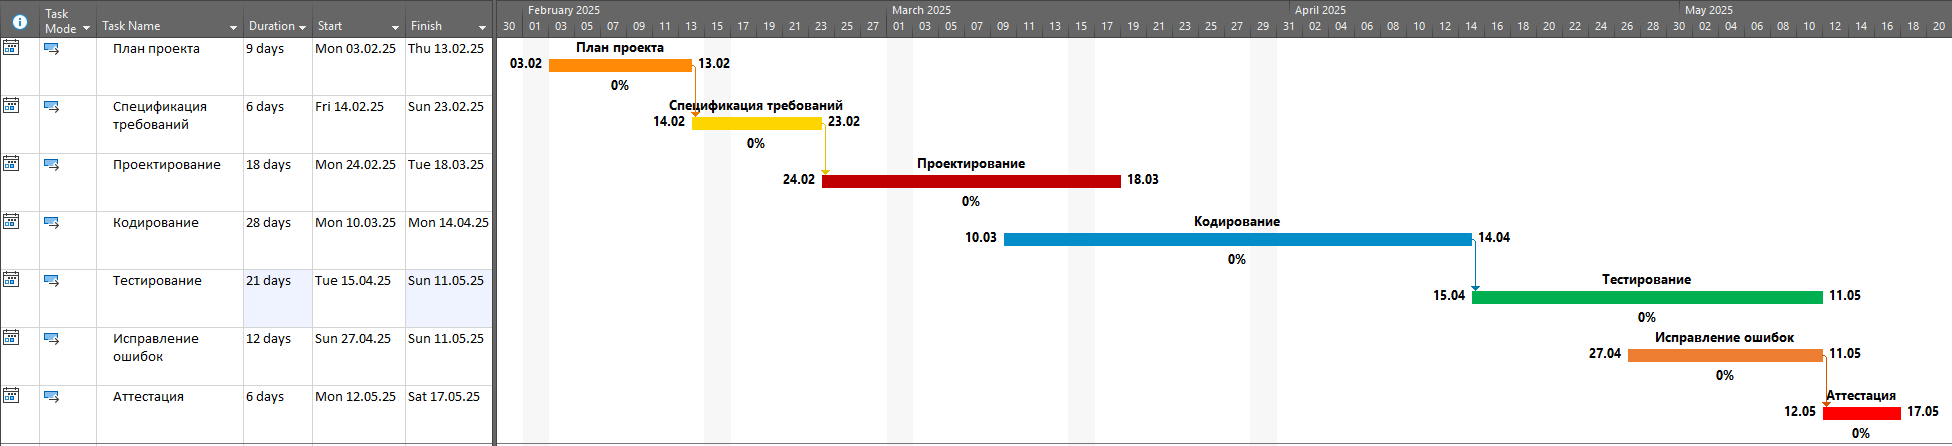 Task Mode Task Name Duration Start Finish
February 2025 March 2025 April 2025 May 2025
30 01 03 05 07 09 11 13 15 17 19 21 23 25 27 01 03 05 07 09 11 13 15 17 19 21 23 25 27 29 31 02 04 06 08 10 12 14 16 18 20 22 24 26 28 30 02 04 06 08 10 12 14 16 18 20
План проекта 9 days Mon 03.02.25 Thu 13.02.25
План проекта
03.02 13.02
0%
Спецификация требований 6 days Fri 14.02.25 Sun 23.02.25
Спецификация требований
14.02 23.02
0%
Проектирование 18 days Mon 24.02.25 Tue 18.03.25
Проектирование
24.02 18.03
0%
Кодирование 28 days Mon 10.03.25 Mon 14.04.25
Кодирование
10.03 14.04
0%
Тестирование 21 days Tue 15.04.25 Sun 11.05.25
Тестирование
15.04 11.05
0%
Исправление ошибок 12 days Sun 27.04.25 Sun 11.05.25
Исправление ошибок
27.04 11.05
0%
Аттестация 6 days Mon 12.05.25 Sat 17.05.25
Аттестация
12.05 17.05
0%